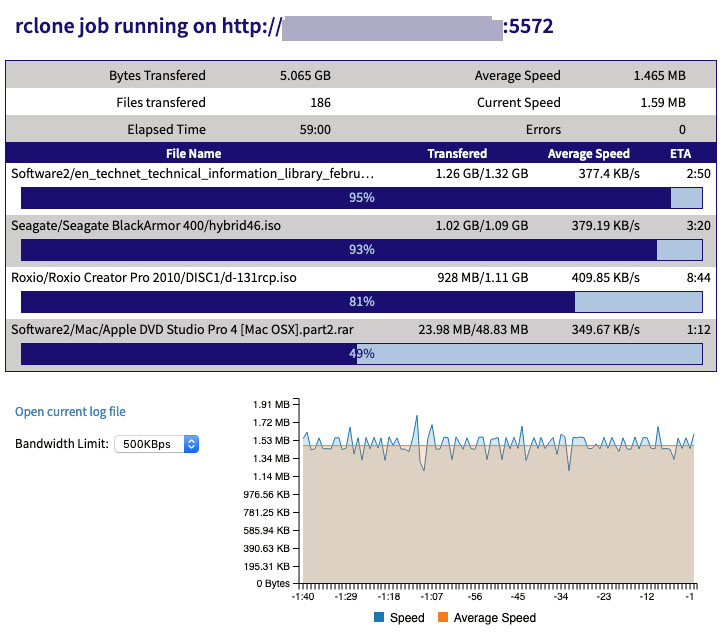 rclone job running on http:// :5572
Bytes Transfered 5.065 GB Average Speed 1.465 MB
Files transfered 186 Current Speed 1.59 MB
Elapsed Time 59:00 Errors 0
File Name Transfered Average Speed ETA
Software2/en_technet_technical_information_library_febru… 1.26 GB/1.32 GB 377.4 KB/s 2:50
95%
Seagate/Seagate BlackArmor 400/hybrid46.iso 1.02 GB/1.09 GB 379.19 KB/s 3:20
93%
Roxio/Roxio Creator Pro 2010/DISC1/d-131rcp.iso 928 MB/1.11 GB 409.85 KB/s 8:44
81%
Software2/Mac/Apple DVD Studio Pro 4 [Mac OSX].part2.rar 23.98 MB/48.83 MB 349.67 KB/s 1:12
49%
Open current log file
Bandwidth Limit: 500KBps
1.91 MB
1.72 MB
1.53 MB
1.34 MB
1.14 MB
976.56 KB
781.25 KB
585.94 KB
390.63 KB
195.31 KB
0 Bytes
-1:40 -1:29 -1:18 -1:07 -56 -45 -34 -23 -12 -1
Speed Average Speed